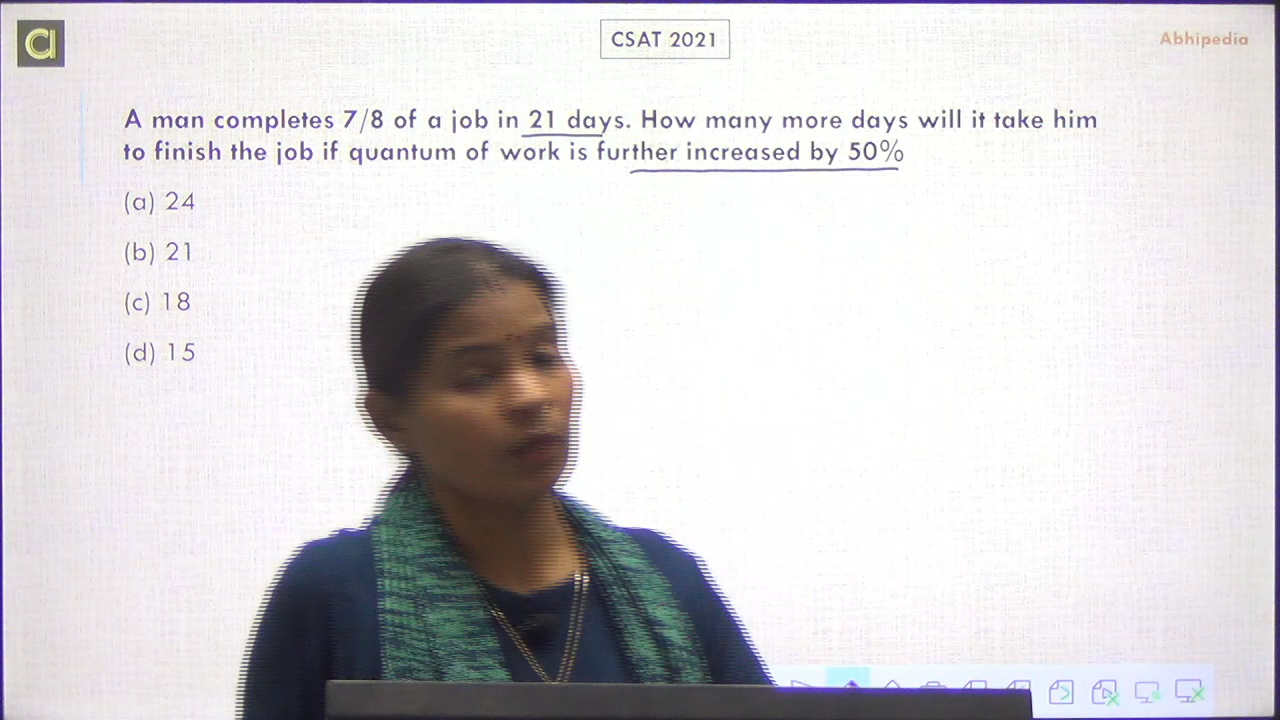 CSAT 2021
Abhipedia
A man completes 7/8 of a job in 21 days. How many more days will it take him
to finish the job if quantum of work is further increased by 50%
(a) 24
(b) 21
(c) 18
(d) 15